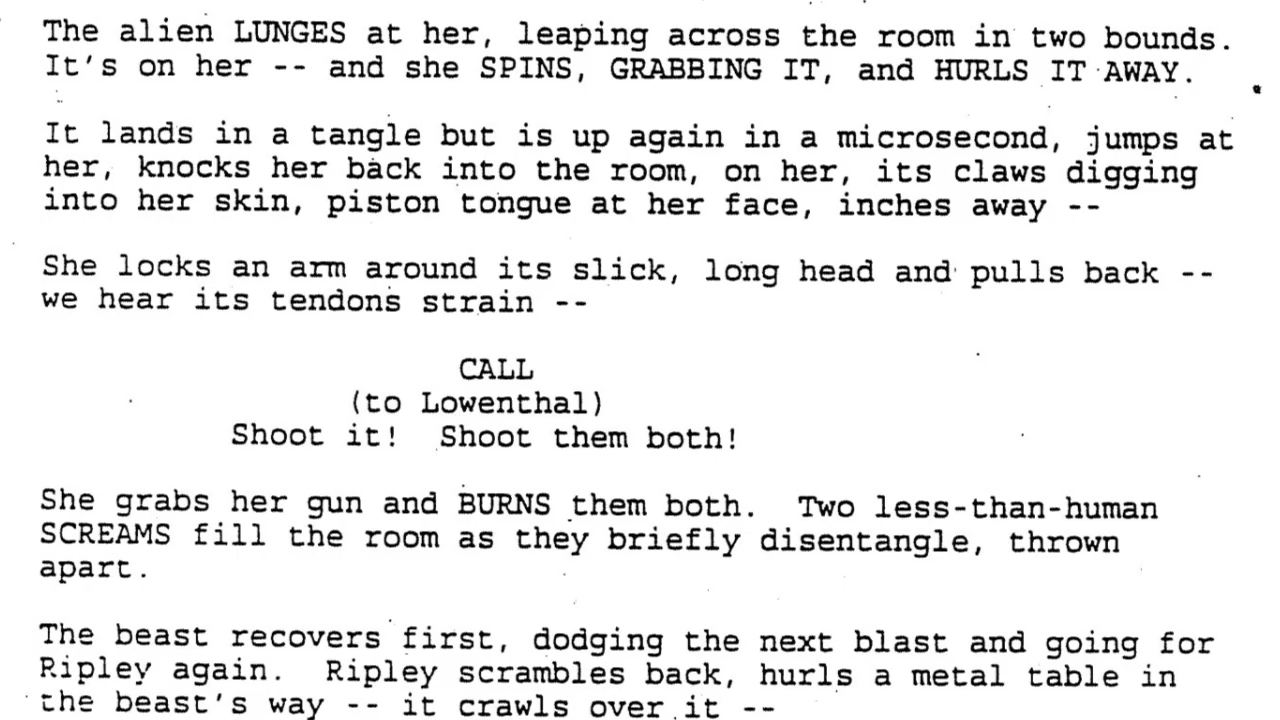 The alien LUNGES at her, leaping across the room in two bounds.
It's on her -- and she SPINS, GRABBING IT, and HURLS IT AWAY.
It lands in a tangle but is up again in a microsecond, jumps at
her, knocks her back into the room, on her, its claws digging
into her skin, piston tongue at her face, inches away --
She locks an arm around its slick, long head and pulls back --
we hear its tendons strain --
CALL
(to Lowenthal)
Shoot it!  Shoot them both!
She grabs her gun and BURNS them both.  Two less-than-human
SCREAMS fill the room as they briefly disentangle, thrown
apart.
The beast recovers first, dodging the next blast and going for
Ripley again.  Ripley scrambles back, hurls a metal table in
the beast's way -- it crawls over it --